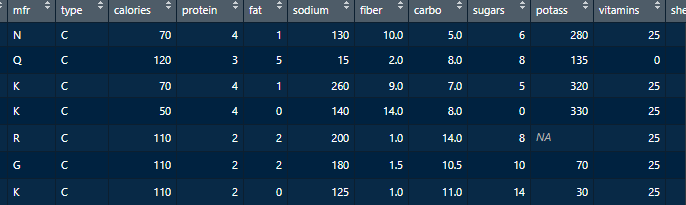 mfr type calories protein fat sodium fiber carbo sugars potass vitamins she
N C 70 4 1 130 10.0 5.0 6 280 25
Q C 120 3 5 15 2.0 8.0 8 135 0
K C 70 4 1 260 9.0 7.0 5 320 25
K C 50 4 0 140 14.0 8.0 0 330 25
R C 110 2 2 200 1.0 14.0 8 NA 25
G C 110 2 2 180 1.5 10.5 10 70 25
K C 110 2 0 125 1.0 11.0 14 30 25